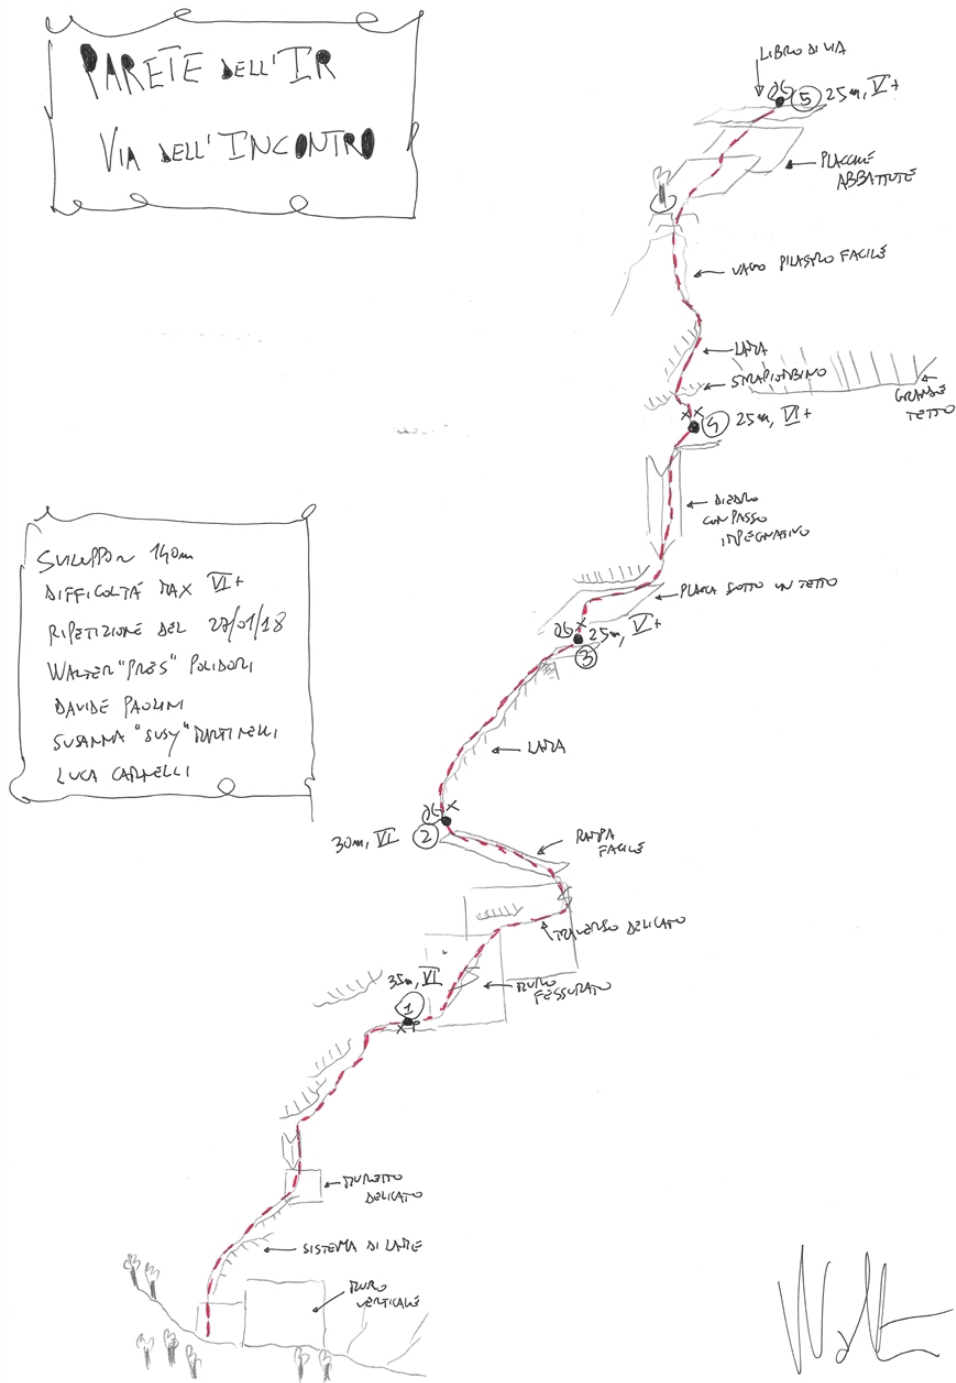 PARETE DELL'IR
VIA DELL'INCONTRO
LIBRO DI VIA
5 25m, V+
PLACCHE
ABBATTUTE
VAGO PILASTRO FACILE
LAMA
STRAPIOMBINO
GRANDE
TETTO
4 25m, VI+
DIEDRO
CON PASSO
IMPEGNATIVO
PLACCA SOTTO UN TETTO
25m, V+
3
SVILUPPO 140m
DIFFICOLTÀ MAX VI+
RIPETIZIONE DEL 27/01/18
WALTER "PRES" POLIDORI
DAVIDE PAOLINI
SUSANNA "SUSY" MARTINELLI
LUCA CARNELLI
LAMA
30m, VI 2
RAMPA
FACILE
TRAVERSO DELICATO
35m, VI
1
MURO
FESSURATO
MURETTO
DELICATO
SISTEMA DI LAME
MURO
VERTICALE